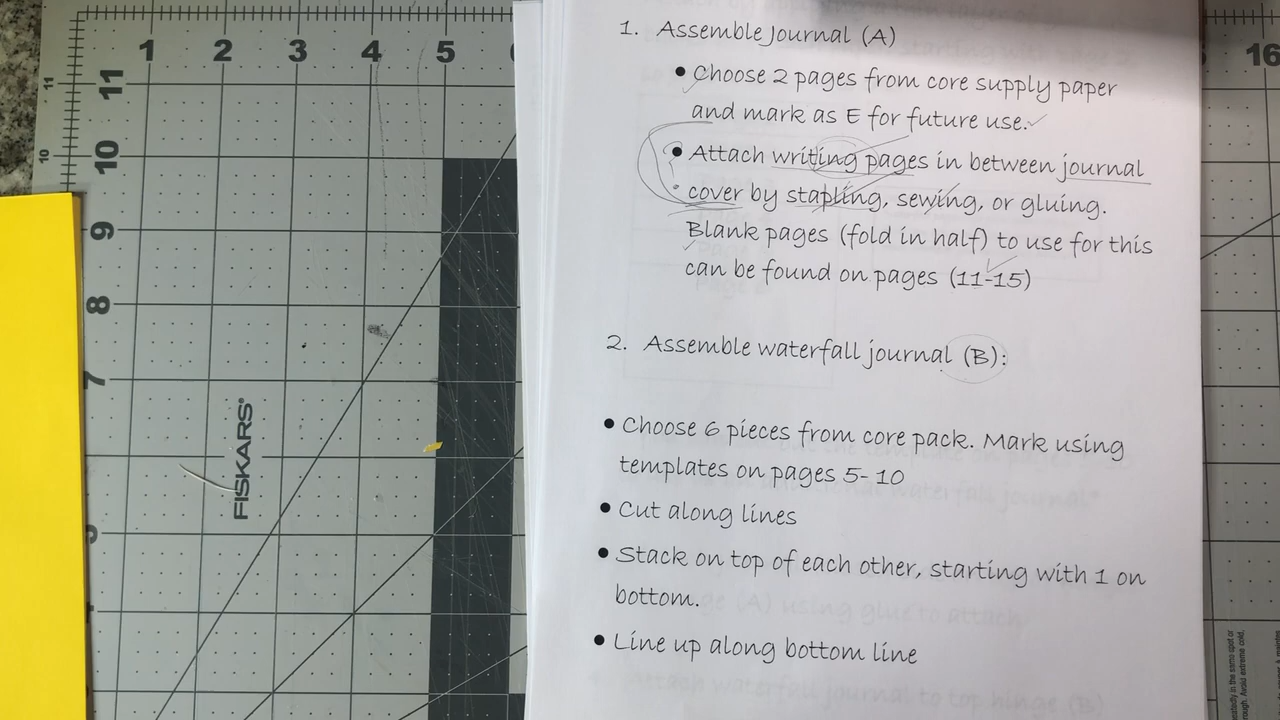 1 2 3 4 5
16
11
11
10
10
9
8
7
5
FISKARS®
1. Assemble Journal (A)
• Choose 2 pages from core supply paper
and mark as E for future use.
• Attach writing pages in between journal
cover by stapling, sewing, or gluing.
Blank pages (fold in half) to use for this
can be found on pages (11-15)
2. Assemble waterfall journal (B):
• Choose 6 pieces from core pack. Mark using
templates on pages 5-10
• Cut along lines
• Stack on top of each other, starting with 1 on
bottom.
• Line up along bottom line